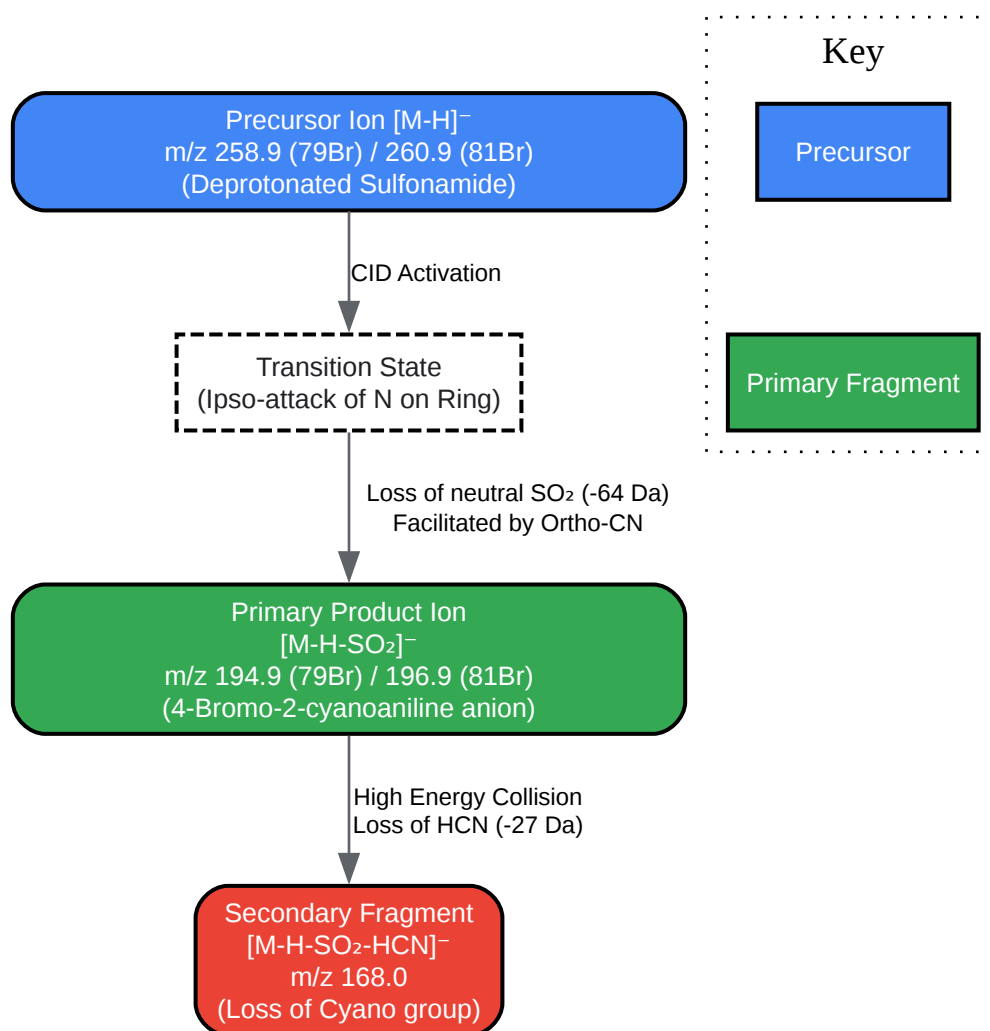 Key
Precursor Ion [M-H]⁻
m/z 258.9 (79Br) / 260.9 (81Br)
(Deprotonated Sulfonamide)
Precursor
CID Activation
Transition State
(Ipso-attack of N on Ring)
Primary Fragment
Loss of neutral SO₂ (-64 Da)
Facilitated by Ortho-CN
Primary Product Ion
[M-H-SO₂]⁻
m/z 194.9 (79Br) / 196.9 (81Br)
(4-Bromo-2-cyanoaniline anion)
High Energy Collision
Loss of HCN (-27 Da)
Secondary Fragment
[M-H-SO₂-HCN]⁻
m/z 168.0
(Loss of Cyano group)